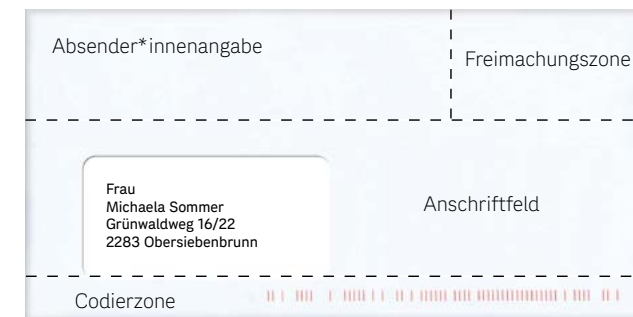 Absender*innenangabe
Freimachungszone
Frau
Michaela Sommer
Grünwaldweg 16/22
2283 Obersiebenbrunn
Anschriftfeld
Codierzone